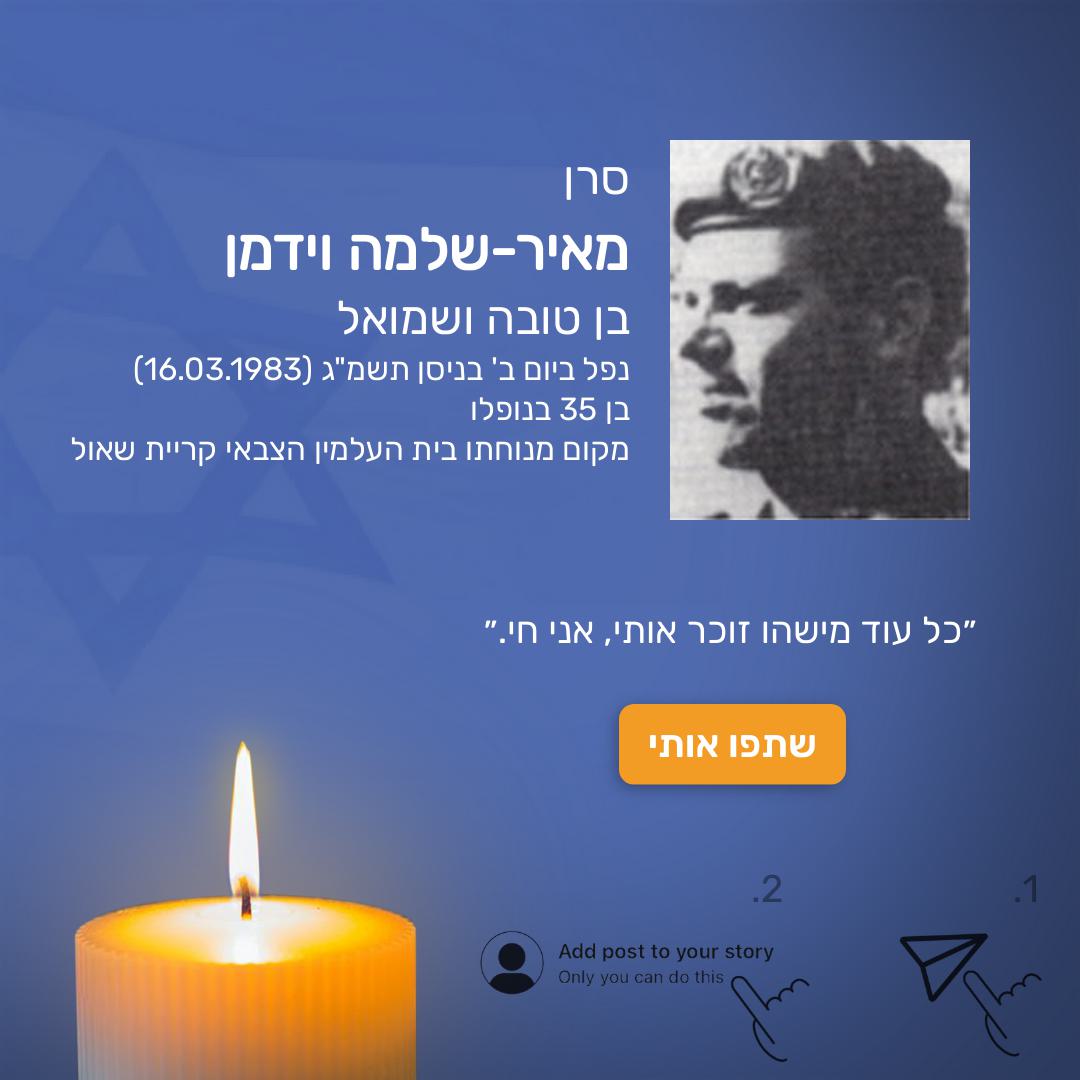 סרן
מאיר-שלמה וידמן
בן טובה ושמואל
נפל ביום ב' בניסן תשמ"ג (16.03.1983)
בן 35 בנופלו
מקום מנוחתו בית העלמין הצבאי קריית שאול
״כל עוד מישהו זוכר אותי, אני חי.״
שתפו אותי
1.
2.
Add post to your story
Only you can do this